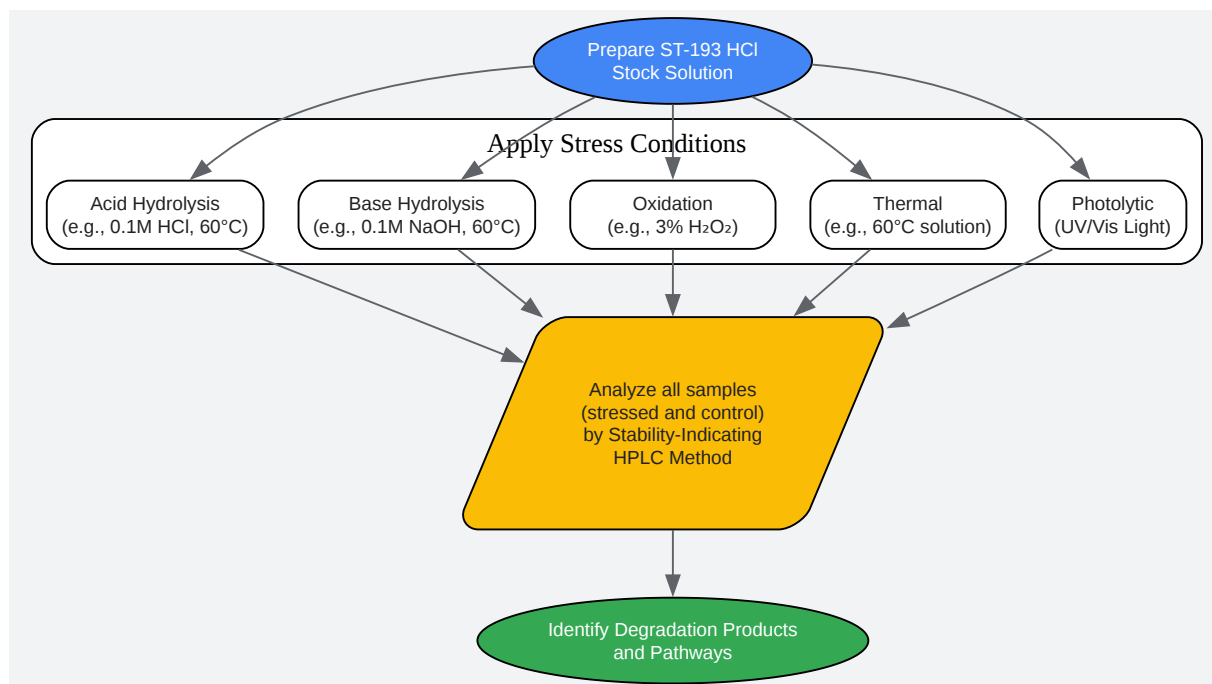 Prepare ST-193 HCl
Stock Solution
Apply Stress Conditions
Acid Hydrolysis
(e.g., 0.1M HCl, 60°C)
Base Hydrolysis
(e.g., 0.1M NaOH, 60°C)
Oxidation
(e.g., 3% H₂O₂)
Thermal
(e.g., 60°C solution)
Photolytic
(UV/Vis Light)
Analyze all samples
(stressed and control)
by Stability-Indicating
HPLC Method
Identify Degradation Products
and Pathways